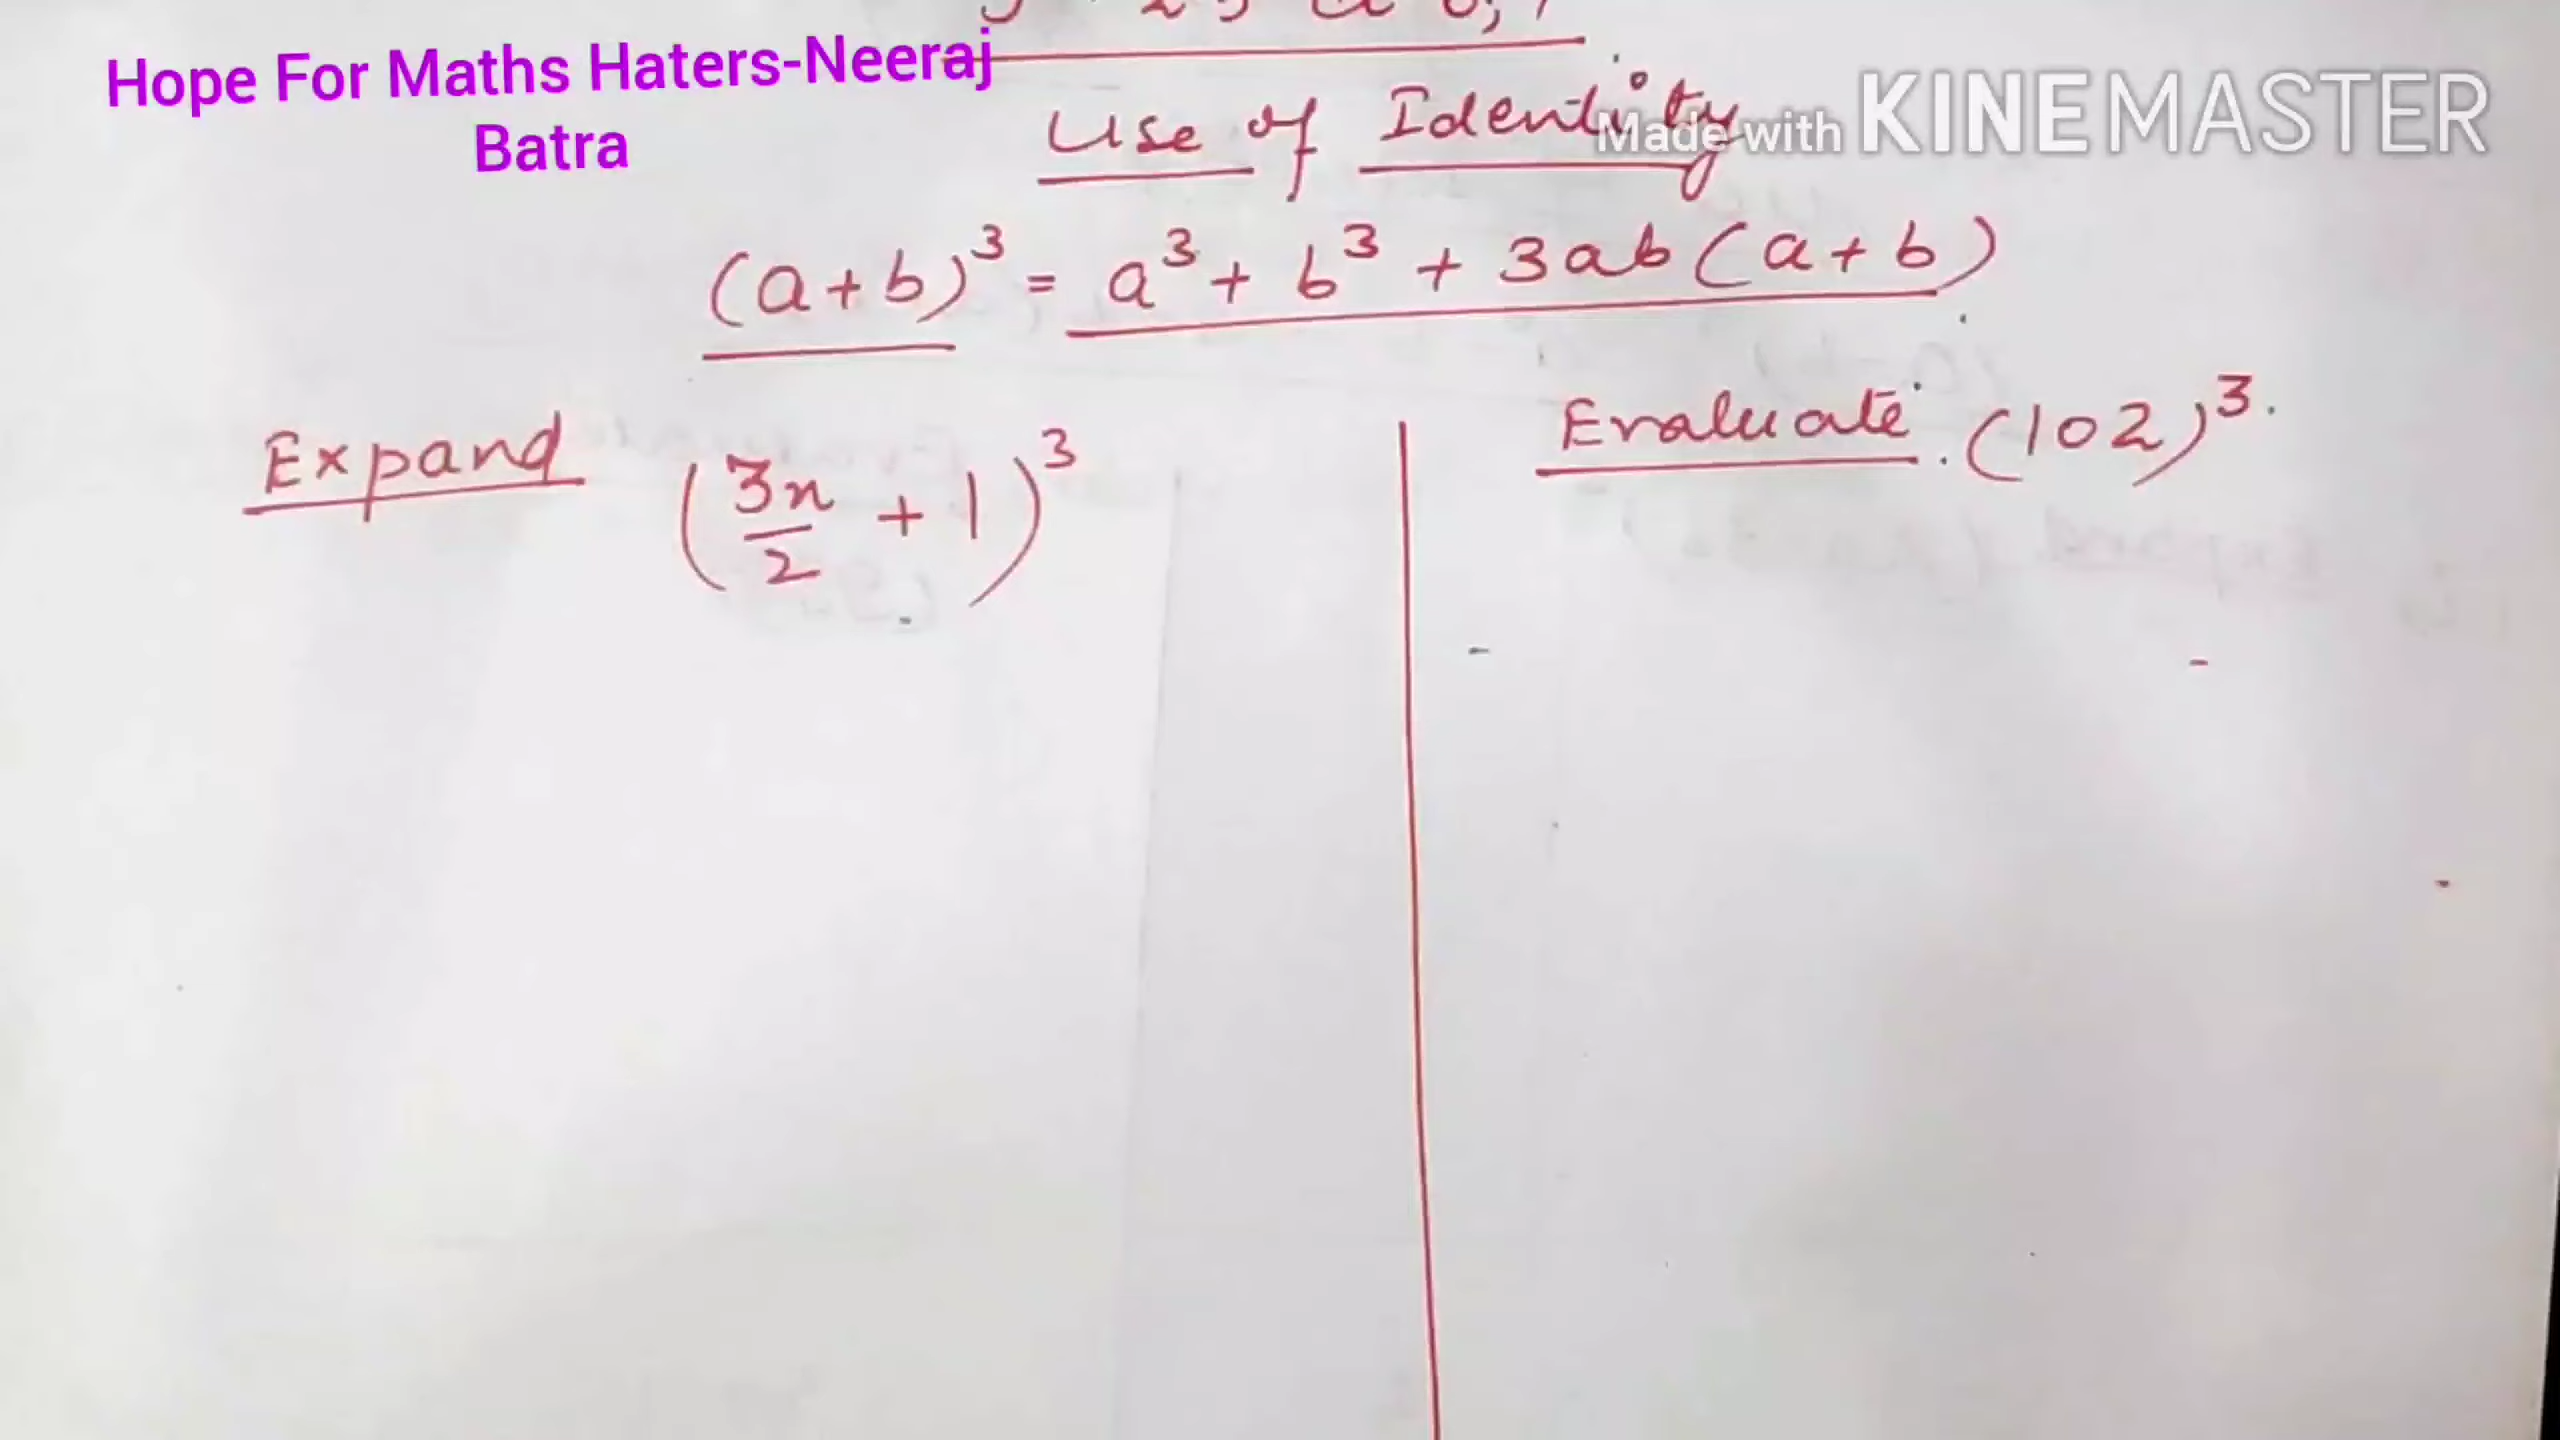 Hope For Maths Haters-Neeraj
Batra
Made with KINEMASTER
Use of Identity
(a+b)³ = a³ + b³ + 3ab(a+b)
Expand (3x/2 + 1)³
Evaluate. (102)³.